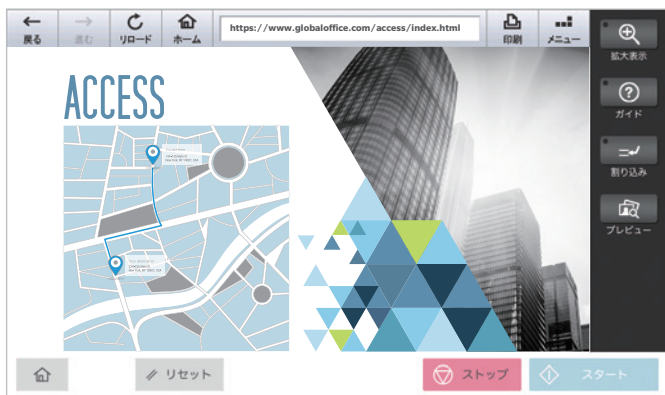 戻る
進む
リロード
ホーム
https://www.globaloffice.com/access/index.html
印刷
メニュー
拡大表示
ガイド
割り込み
プレビュー
ACCESS
リセット
ストップ
スタート